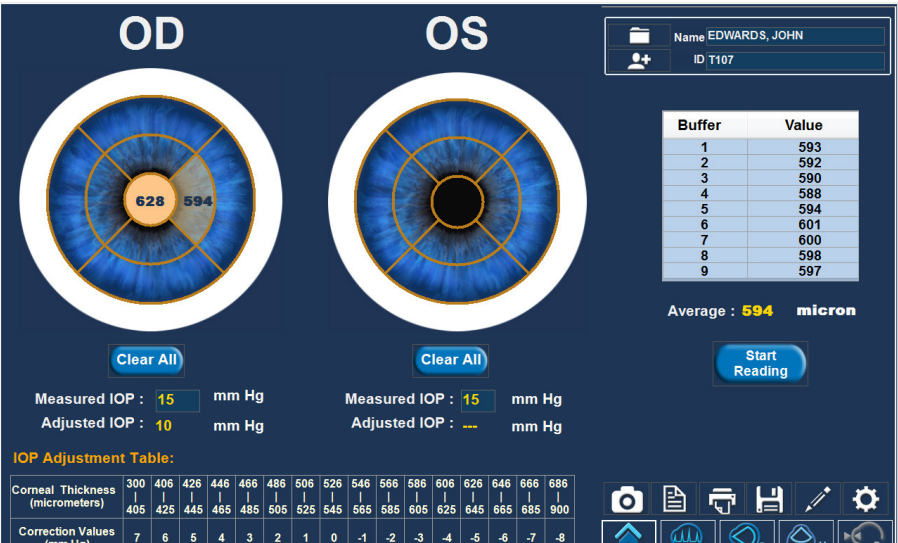 OD OS
Name EDWARDS, JOHN
ID T107
628 594
Buffer Value
1 593
2 592
3 590
4 588
5 594
6 601
7 600
8 598
9 597
Average : 594 micron
Start
Reading
Clear All Clear All
Measured IOP : 15 mm Hg Measured IOP : 15 mm Hg
Adjusted IOP : 10 mm Hg Adjusted IOP : --- mm Hg
IOP Adjustment Table:
Corneal Thickness (micrometers) 300 | 405 406 | 425 426 | 445 446 | 465 466 | 485 486 | 505 506 | 525 526 | 545 546 | 565 566 | 585 586 | 605 606 | 625 626 | 645 646 | 665 666 | 685 686 | 900
Correction Values (mm Hg) 7 6 5 4 3 2 1 0 -1 -2 -3 -4 -5 -6 -7 -8